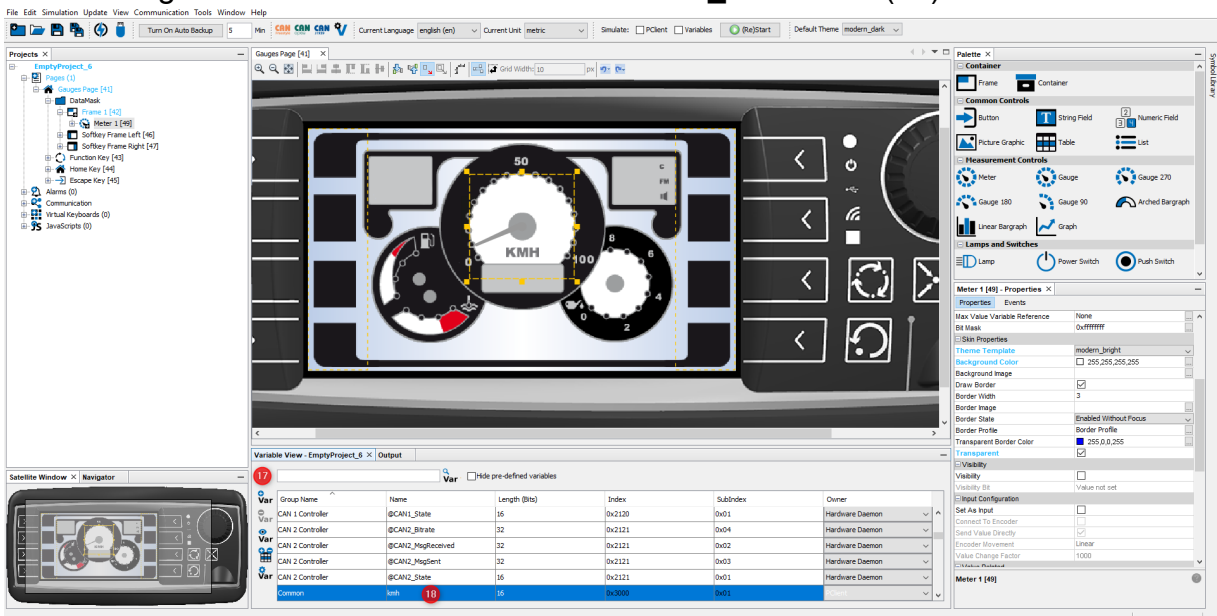 File Edit Simulation Update View Communication Tools Window Help
Turn On Auto Backup 5 Min CAN CAN CAN Current Language english (en) Current Unit metric Simulate: PClient Variables (Re)Start Default Theme modern_dark
Projects
EmptyProject_6
Pages (1)
Gauges Page [41]
DataMask
Frame 1 [42]
Meter 1 [49]
Softkey Frame Left [46]
Softkey Frame Right [47]
Function Key [43]
Home Key [44]
Escape Key [45]
Alarms (0)
Communication
Virtual Keyboards (0)
JavaScripts (0)
Satellite Window Navigator
Gauges Page [41]
Grid Width: 10 px
50
C
FM
KMH
0
100
8
6
4
2
0
Variable View - EmptyProject_6 Output
17 Var Hide pre-defined variables
Var Group Name Name Length (Bits) Index SubIndex Owner
Var CAN 1 Controller @CAN1_State 16 0x2120 0x01 Hardware Daemon
CAN 2 Controller @CAN2_Bitrate 32 0x2121 0x04 Hardware Daemon
Var CAN 2 Controller @CAN2_MsgReceived 32 0x2121 0x02 Hardware Daemon
CAN 2 Controller @CAN2_MsgSent 32 0x2121 0x03 Hardware Daemon
Var CAN 2 Controller @CAN2_State 16 0x2121 0x01 Hardware Daemon
Common kmh 18 16 0x3000 0x01 PClient
Palette
Symbol Library
Container
Frame Container
Common Controls
Button String Field Numeric Field
Picture Graphic Table List
Measurement Controls
Meter Gauge Gauge 270
Gauge 180 Gauge 90 Arched Bargraph
Linear Bargraph Graph
Lamps and Switches
Lamp Power Switch Push Switch
Meter 1 [49] - Properties
Properties Events
Max Value Variable Reference None
Bit Mask 0xffffffff
Skin Properties
Theme Template modern_bright
Background Color 255,255,255,255
Background Image
Draw Border
Border Width 3
Border Image
Border State Enabled Without Focus
Border Profile Border Profile
Transparent Border Color 255,0,0,255
Transparent
Visibility
Visibility
Visibility Bit Value not set
Input Configuration
Set As Input
Connect To Encoder
Send Value Directly
Encoder Movement Linear
Value Change Factor 1000
Meter 1 [49]